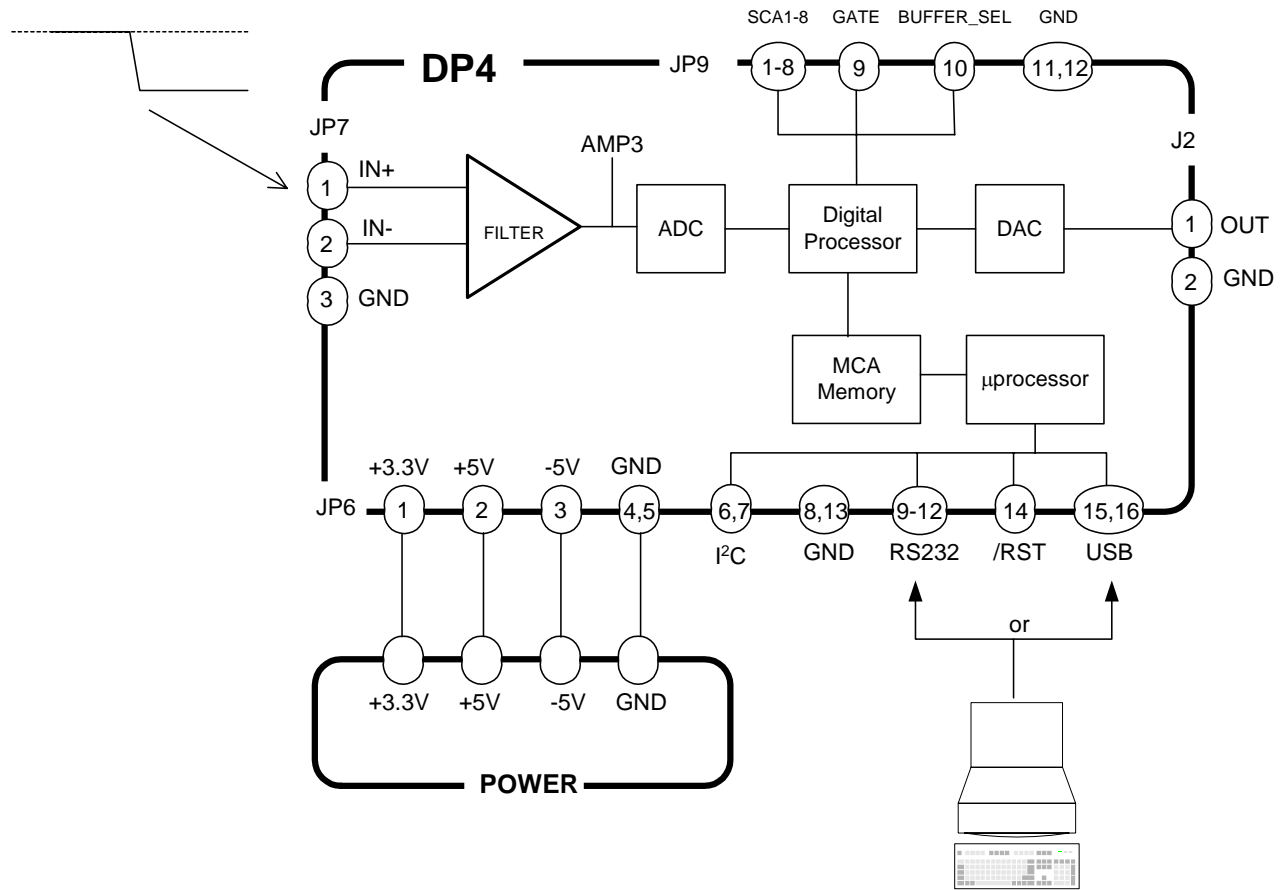 SCA1-8 GATE BUFFER_SEL GND
DP4 JP9 1-8 9 10 11,12
JP7 J2
AMP3
1 IN+
2 IN-
3 GND
FILTER
ADC
Digital
Processor
DAC
1 OUT
2 GND
MCA
Memory
µprocessor
+3.3V +5V -5V GND
JP6 1 2 3 4,5 6,7 8,13 9-12 14 15,16
I²C GND RS232 /RST USB
or
+3.3V +5V -5V GND
POWER